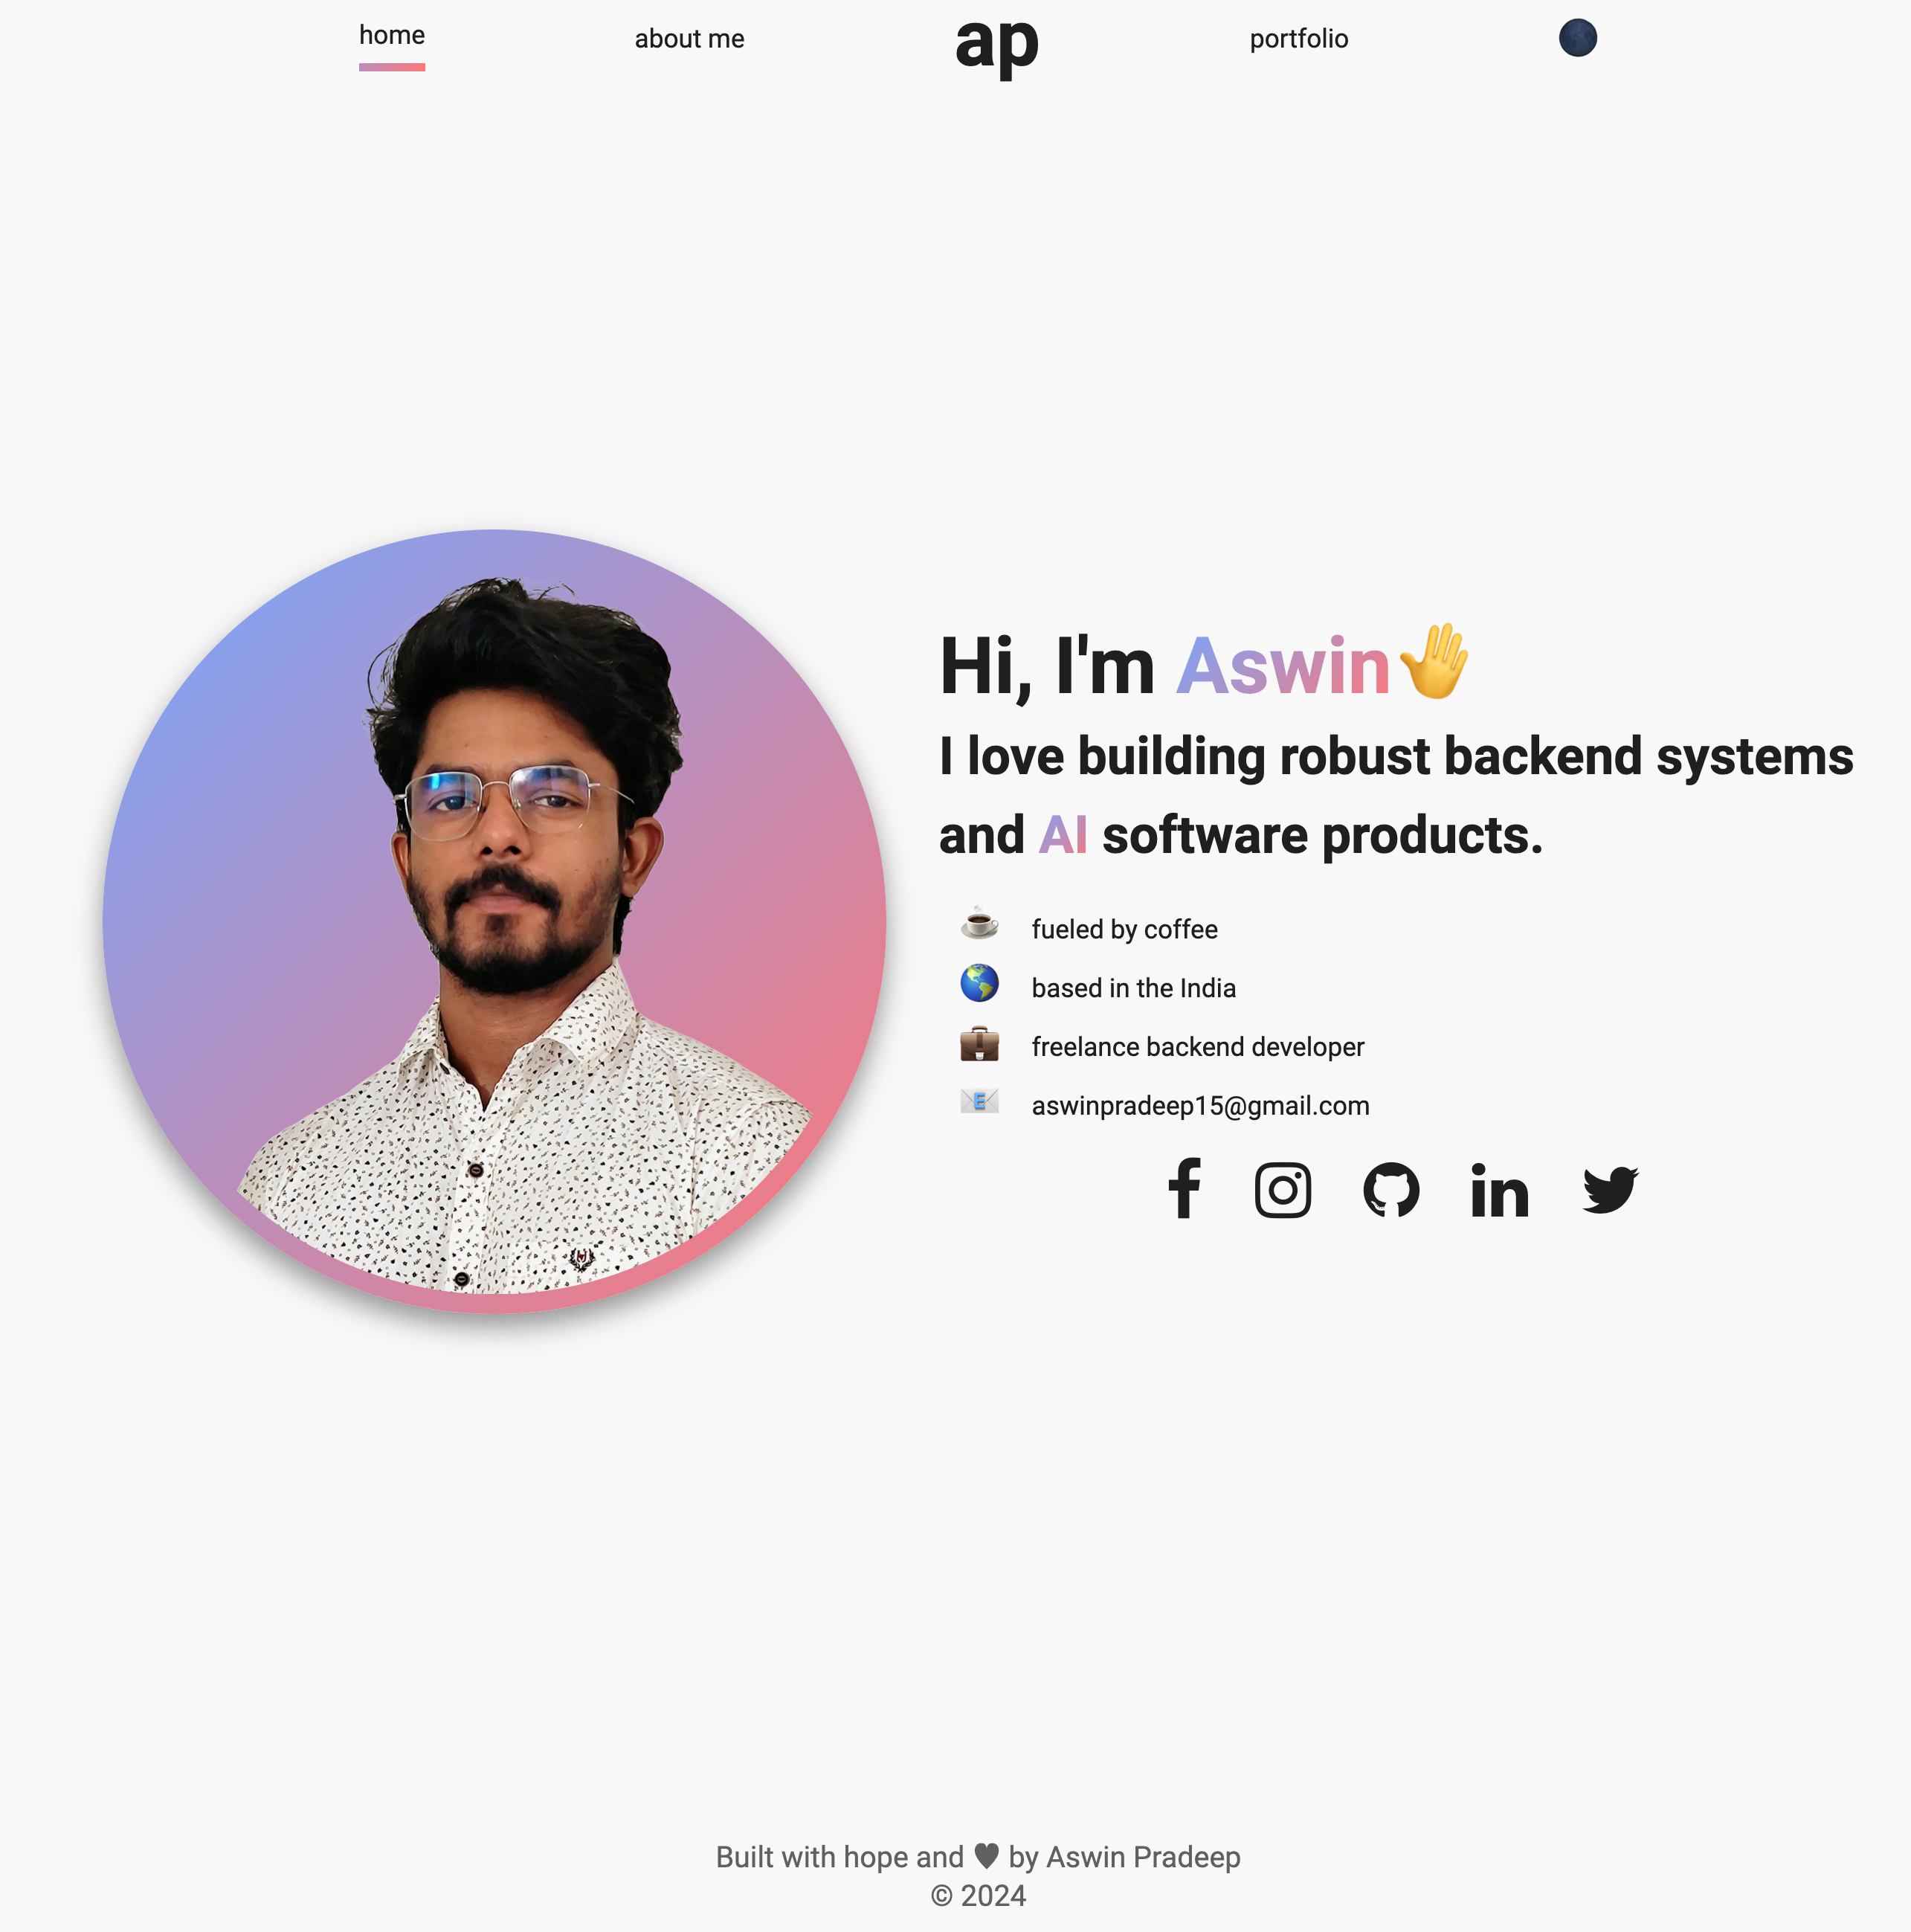 home
about me
ap
portfolio
Hi, I'm Aswin👋
I love building robust backend systems
and AI software products.
fueled by coffee
based in the India
freelance backend developer
aswinpradeep15@gmail.com
Built with hope and ♥ by Aswin Pradeep
© 2024